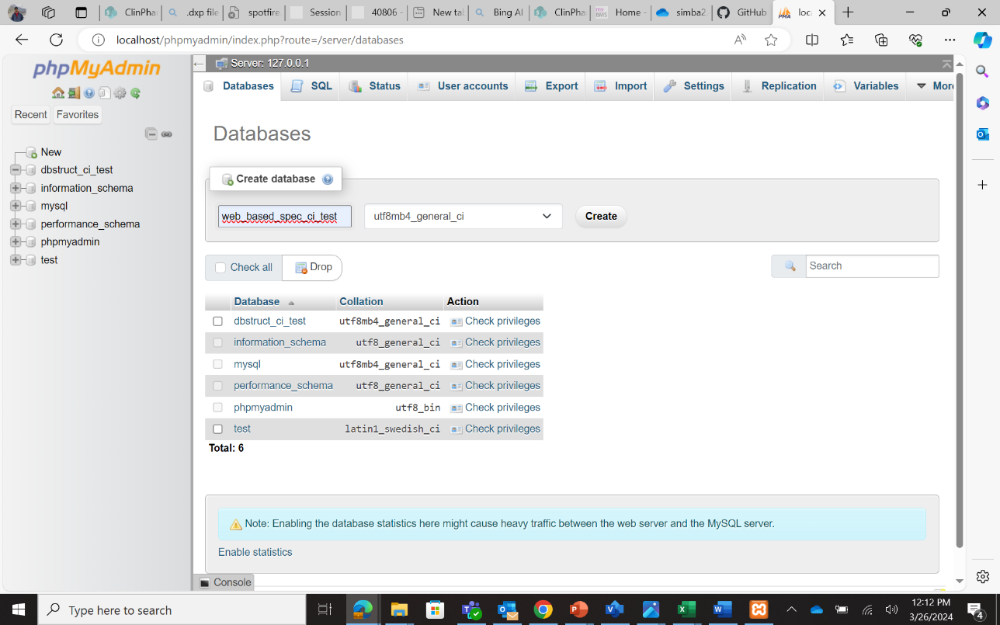 ClinPha
.dxp file
spotfire
Session
40806 -
New tab
Bing AI
ClinPha
my BMS
Home -
simba2
GitHub
PMA
loc
localhost/phpmyadmin/index.php?route=/server/databases
phpMyAdmin
Recent
Favorites
New
dbstruct_ci_test
information_schema
mysql
performance_schema
phpmyadmin
test
Server: 127.0.0.1
Databases
SQL
Status
User accounts
Export
Import
Settings
Replication
Variables
More
Databases
Create database
web_based_spec_ci_test
utf8mb4_general_ci
Create
Check all
Drop
Search
Database Collation Action
dbstruct_ci_test utf8mb4_general_ci Check privileges
information_schema utf8_general_ci Check privileges
mysql utf8mb4_general_ci Check privileges
performance_schema utf8_general_ci Check privileges
phpmyadmin utf8_bin Check privileges
test latin1_swedish_ci Check privileges
Total: 6
Note: Enabling the database statistics here might cause heavy traffic between the web server and the MySQL server.
Enable statistics
Console
Type here to search
12:12 PM
3/26/2024
4